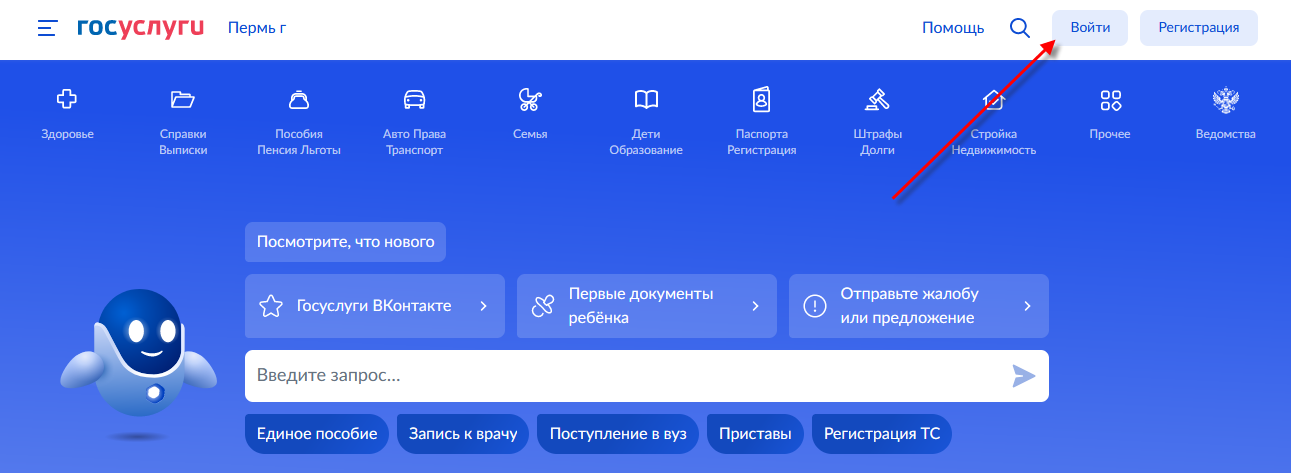 госуслуги Пермь г Помощь Войти Регистрация
Здоровье
Справки
Выписки
Пособия
Пенсия Льготы
Авто Права
Транспорт
Семья
Дети
Образование
Паспорта
Регистрация
Штрафы
Долги
Стройка
Недвижимость
Прочее
Ведомства
Посмотрите, что нового
Госуслуги ВКонтакте
Первые документы
ребёнка
Отправьте жалобу
или предложение
Введите запрос...
Единое пособие
Запись к врачу
Поступление в вуз
Приставы
Регистрация ТС